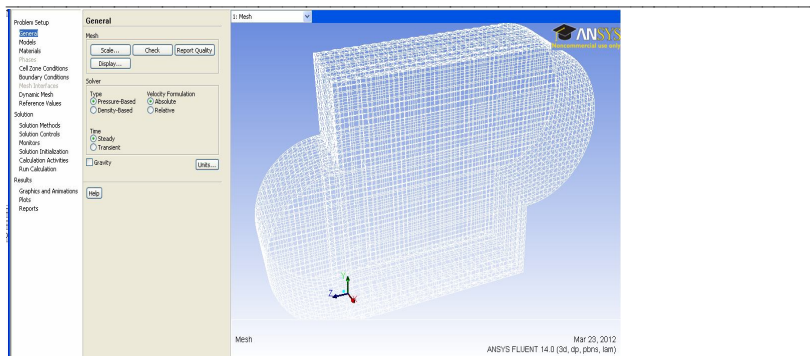 Problem Setup
General
Models
Materials
Phases
Cell Zone Conditions
Boundary Conditions
Mesh Interfaces
Dynamic Mesh
Reference Values
Solution
Solution Methods
Solution Controls
Monitors
Solution Initialization
Calculation Activities
Run Calculation
Results
Graphics and Animations
Plots
Reports
General
Mesh
Scale... Check Report Quality
Display...
Solver
Type Velocity Formulation
Pressure-Based Absolute
Density-Based Relative
Time
Steady
Transient
Gravity Units...
Help
1: Mesh
ANSYS
Noncommercial use only
Y
Z
Mesh
Mar 23, 2012
ANSYS FLUENT 14.0 (3d, dp, pbns, lam)